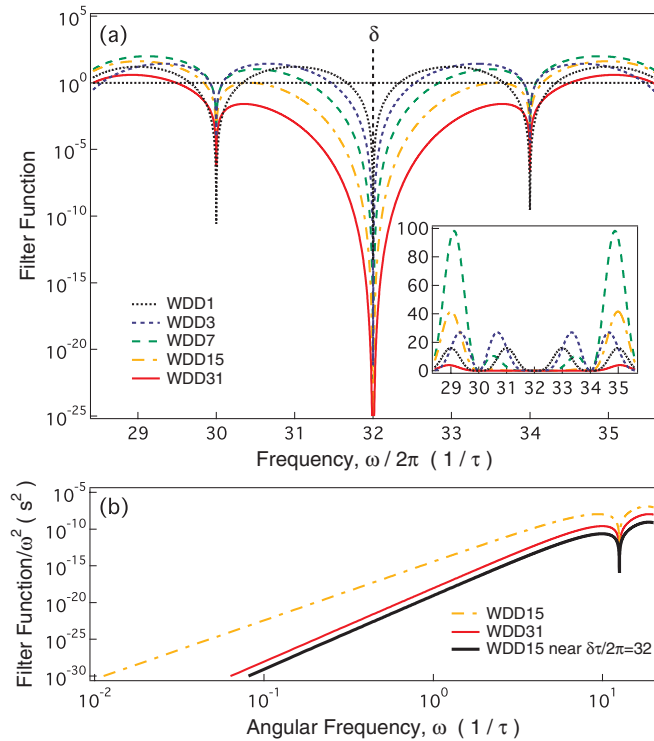 (a)
δ
Filter Function
10^5
10^0
10^-5
10^-10
10^-15
10^-20
10^-25
WDD1
WDD3
WDD7
WDD15
WDD31
100
80
60
40
20
0
29 30 31 32 33 34 35
29 30 31 32 33 34 35
Frequency, ω / 2π ( 1 / τ )
(b)
Filter Function/ω² ( s² )
10^-5
10^-10
10^-15
10^-20
10^-25
10^-30
WDD15
WDD31
WDD15 near δτ/2π=32
10^-2 10^-1 10^0 10^1
Angular Frequency, ω ( 1 / τ )